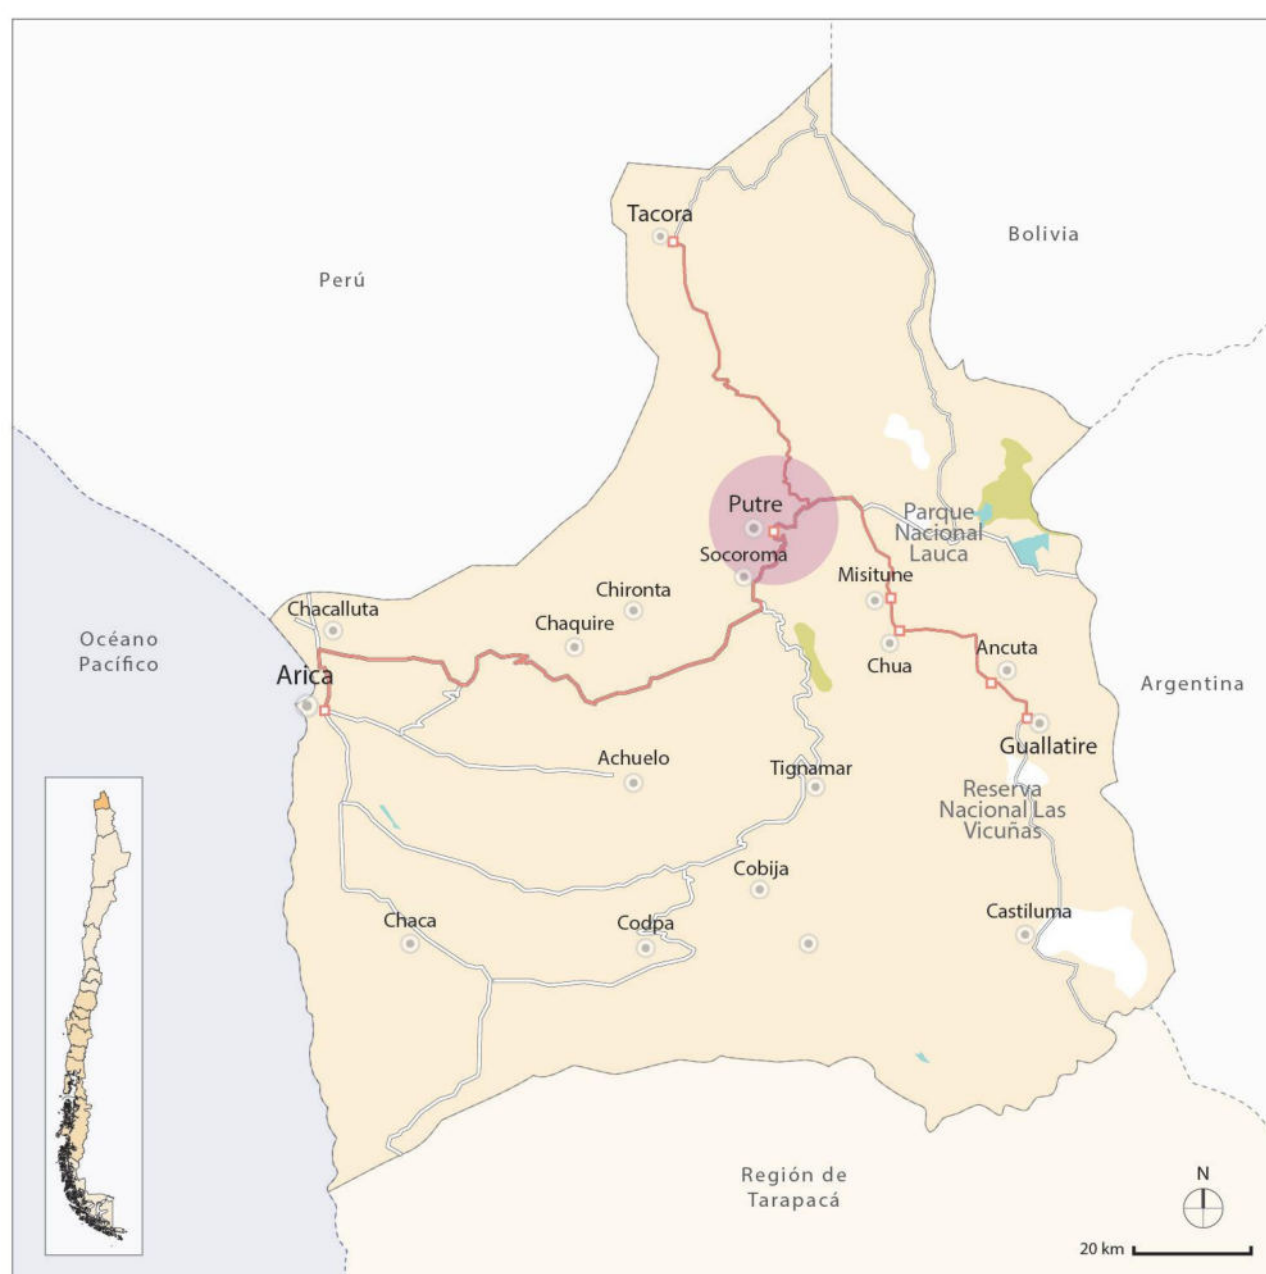 Tacora
Bolivia
Perú
Putre
Parque
Nacional
Lauca
Socoroma
Misitune
Chironta
Chacalluta
Chaquire
Océano
Pacífico
Ancuta
Chua
Arica
Argentina
Guallatire
Achuelo
Tignamar
Reserva
Nacional Las
Vicuñas
Cobija
Castiluma
Chaca
Codpa
Región de
Tarapacá
N
20 km